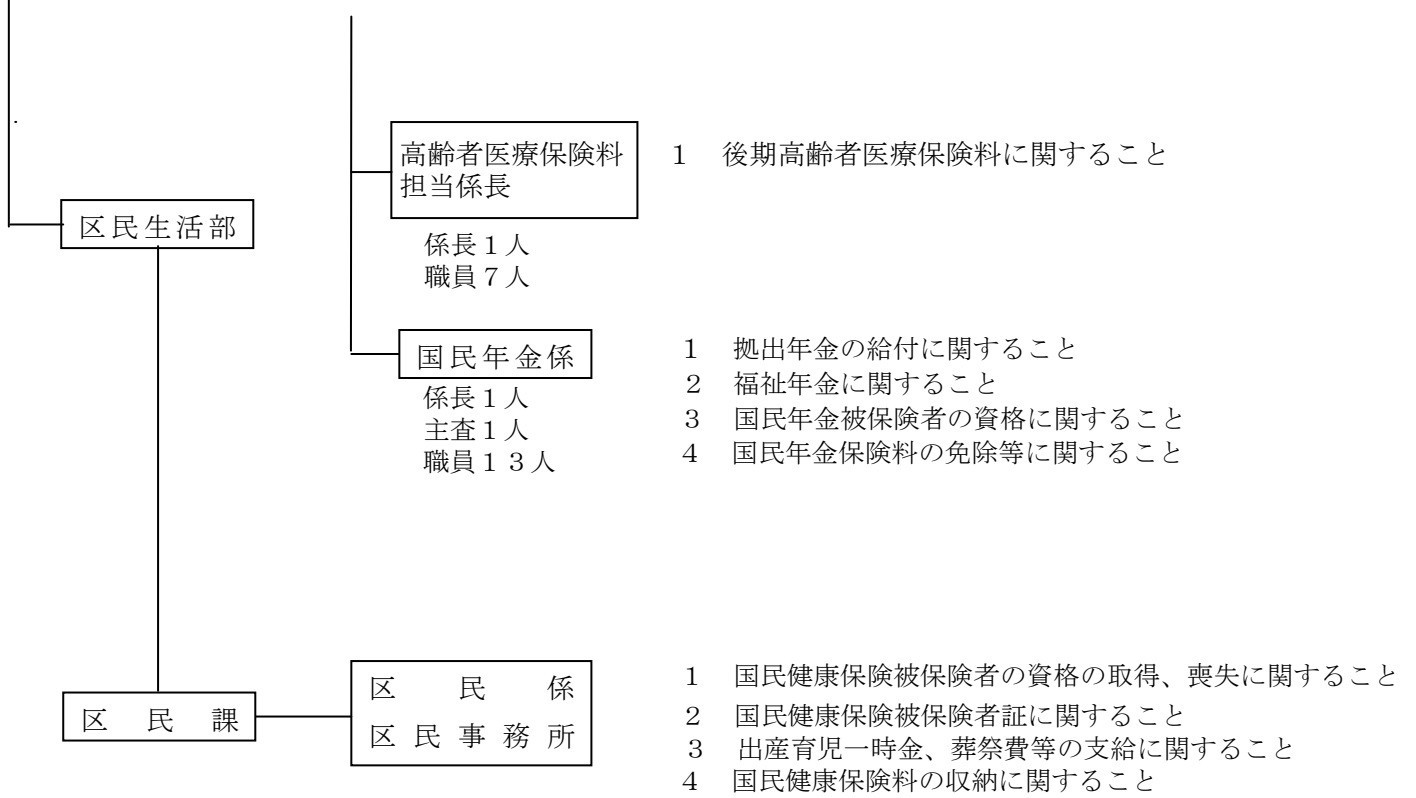 高齢者医療保険料
担当係長
1 後期高齢者医療保険料に関すること
区民生活部
係長1人
職員7人
国民年金係
係長1人
主査1人
職員13人
1 拠出年金の給付に関すること
2 福祉年金に関すること
3 国民年金被保険者の資格に関すること
4 国民年金保険料の免除等に関すること
区民課
区民係
区民事務所
1 国民健康保険被保険者の資格の取得、喪失に関すること
2 国民健康保険被保険者証に関すること
3 出産育児一時金、葬祭費等の支給に関すること
4 国民健康保険料の収納に関すること